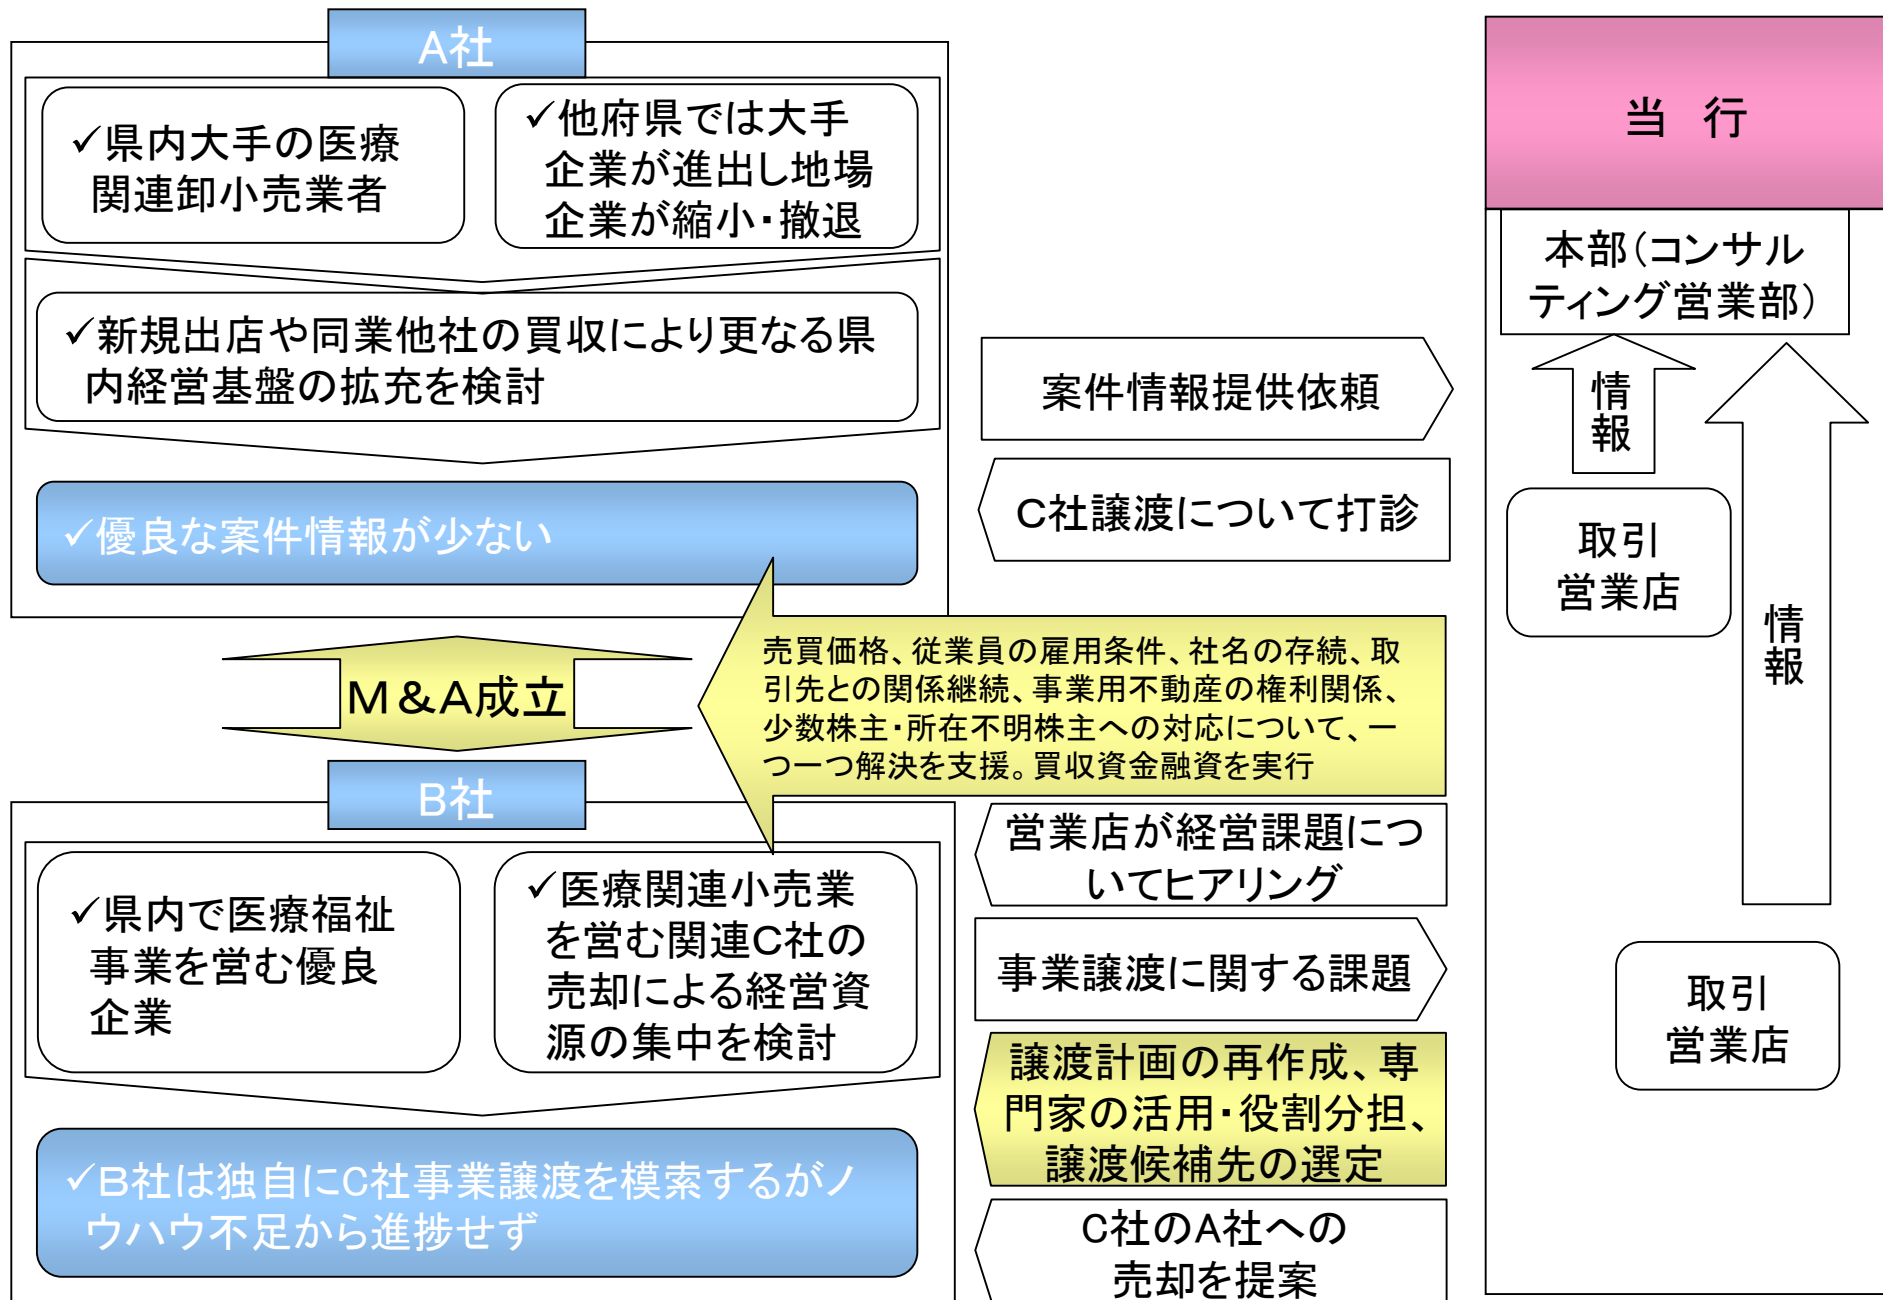 A社
✓県内大手の医療
関連卸小売業者
✓他府県では大手
企業が進出し地場
企業が縮小・撤退
✓新規出店や同業他社の買収により更なる県
内経営基盤の拡充を検討
✓優良な案件情報が少ない
M&A成立
B社
✓県内で医療福祉
事業を営む優良
企業
✓医療関連小売業
を営む関連C社の
売却による経営資
源の集中を検討
✓B社は独自にC社事業譲渡を模索するがノ
ウハウ不足から進捗せず
案件情報提供依頼
C社譲渡について打診
売買価格、従業員の雇用条件、社名の存続、取
引先との関係継続、事業用不動産の権利関係、
少数株主・所在不明株主への対応について、一
つ一つ解決を支援。買収資金融資を実行
営業店が経営課題につ
いてヒアリング
事業譲渡に関する課題
譲渡計画の再作成、専
門家の活用・役割分担、
譲渡候補先の選定
C社のA社への
売却を提案
当 行
本部(コンサル
ティング営業部)
情報
取引
営業店
情報
取引
営業店